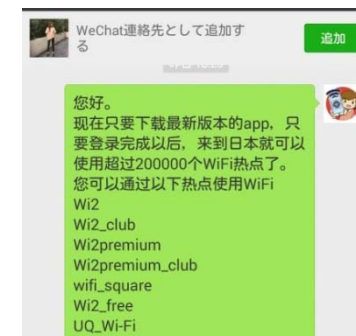 WeChat連絡先として追加す
る
追加
您好。
现在只要下载最新版本的app，只
要登录完成以后，来到日本就可以
使用超过200000个WiFi热点了。
您可以通过以下热点使用WiFi
Wi2
Wi2_club
Wi2premium
Wi2premium_club
wifi_square
Wi2_free
UQ_Wi-Fi